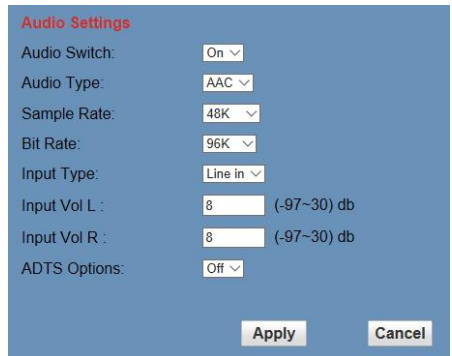 Audio Settings
Audio Switch: On
Audio Type: AAC
Sample Rate: 48K
Bit Rate: 96K
Input Type: Line in
Input Vol L : 8 (-97~30) db
Input Vol R : 8 (-97~30) db
ADTS Options: Off
Apply Cancel